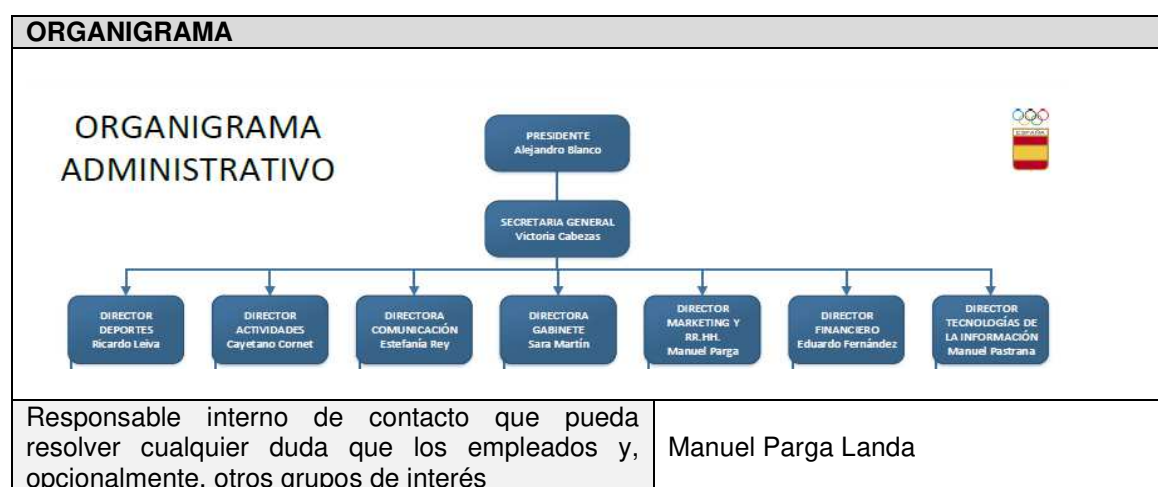 ORGANIGRAMA
ORGANIGRAMA
ADMINISTRATIVO
PRESIDENTE
Alejandro Blanco
ESPAÑA
SECRETARIA GENERAL
Victoria Cabezas
DIRECTOR
DEPORTES
Ricardo Leiva
DIRECTOR
ACTIVIDADES
Cayetano Cornet
DIRECTORA
COMUNICACIÓN
Estefanía Rey
DIRECTORA
GABINETE
Sara Martín
DIRECTOR
MARKETING Y
RR.HH.
Manuel Parga
DIRECTOR
FINANCIERO
Eduardo Fernández
DIRECTOR
TECNOLOGÍAS DE
LA INFORMACIÓN
Manuel Pastrana
Responsable interno de contacto que pueda
resolver cualquier duda que los empleados y,
opcionalmente, otros grupos de interés
Manuel Parga Landa